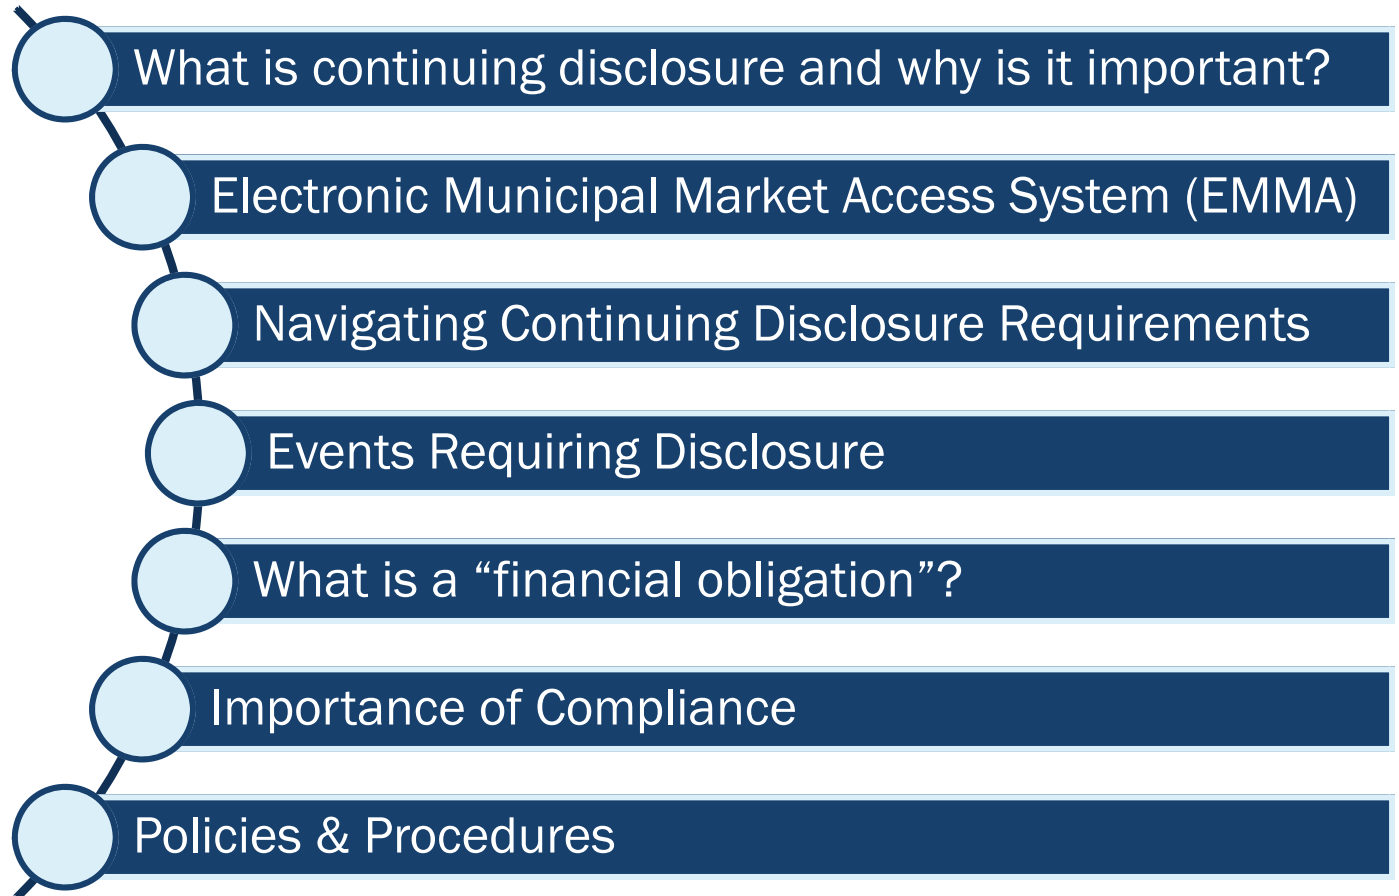 What is continuing disclosure and why is it important?
Electronic Municipal Market Access System (EMMA)
Navigating Continuing Disclosure Requirements
Events Requiring Disclosure
What is a “financial obligation”?
Importance of Compliance
Policies & Procedures